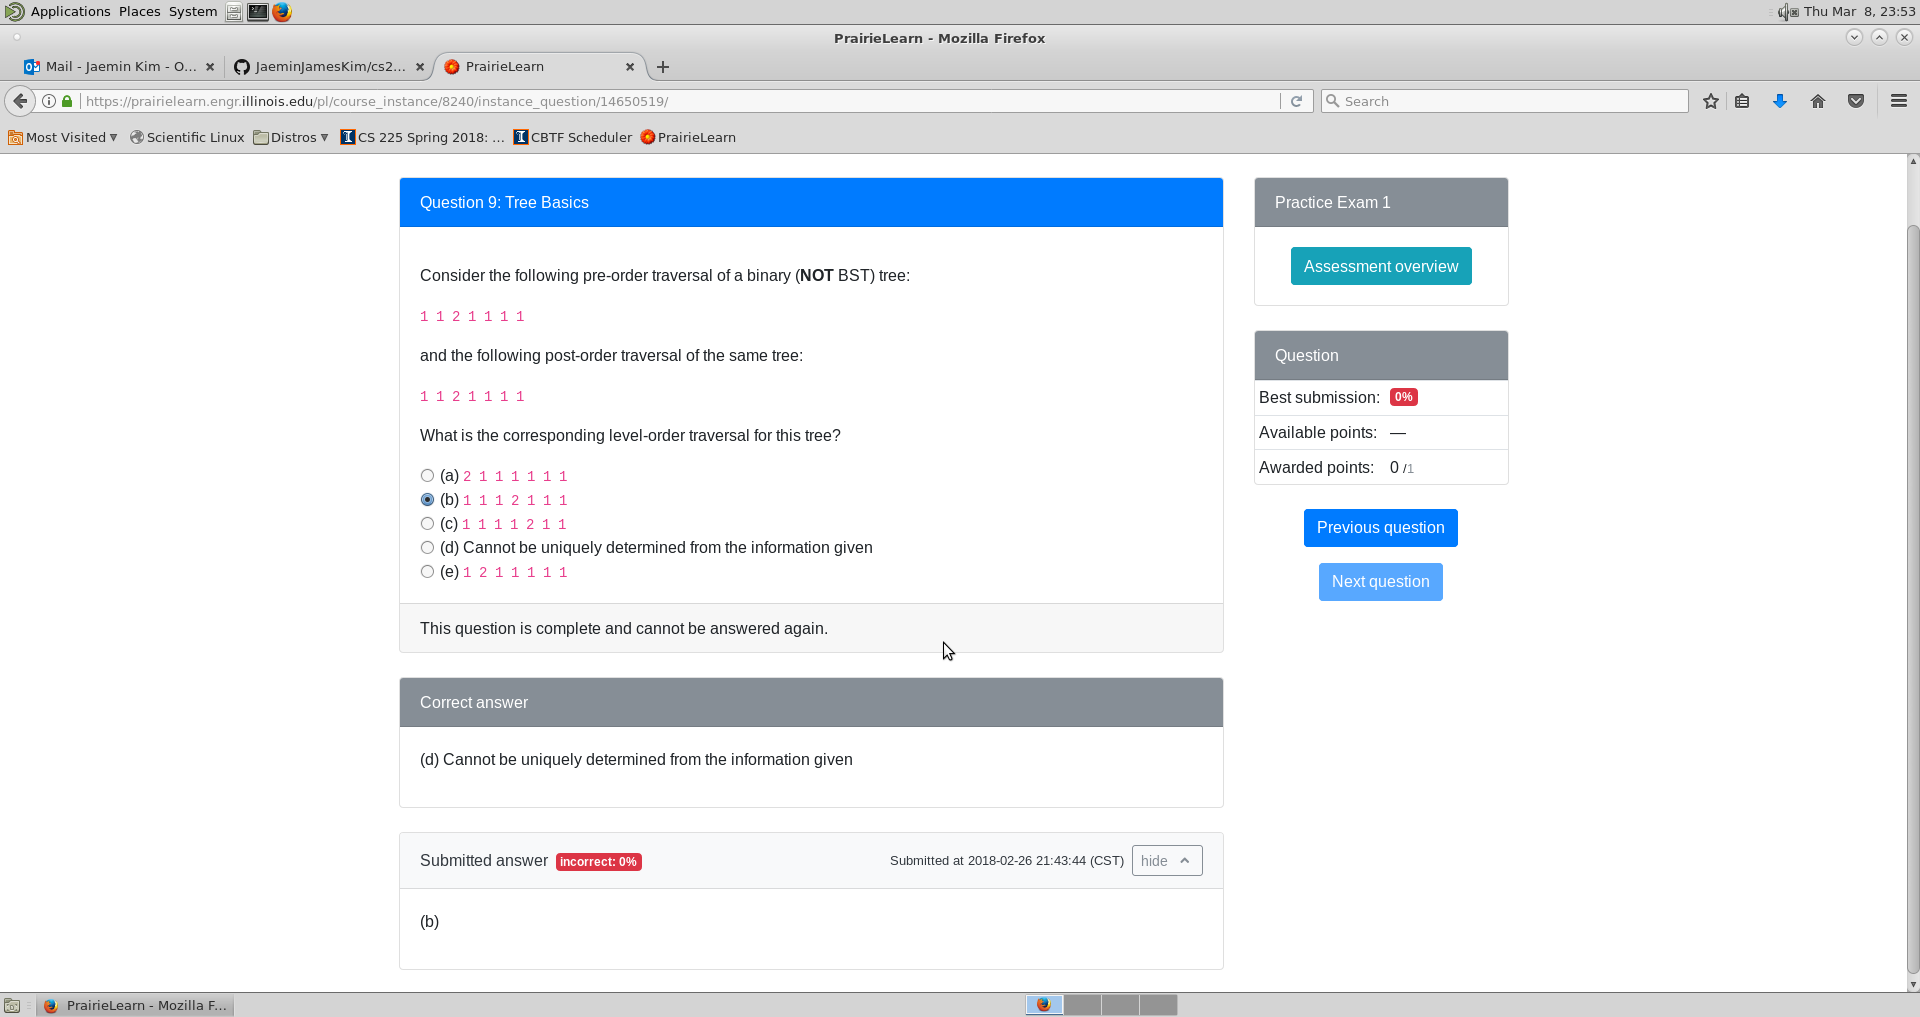 Applications Places System
Thu Mar 8, 23:53
PrairieLearn - Mozilla Firefox
Mail - Jaemin Kim - O...
JaeminJamesKim/cs2...
PrairieLearn
https://prairielearn.engr.illinois.edu/pl/course_instance/8240/instance_question/14650519/
Search
Most Visited
Scientific Linux
Distros
CS 225 Spring 2018: ...
CBTF Scheduler
PrairieLearn
Question 9: Tree Basics
Consider the following pre-order traversal of a binary (NOT BST) tree:
1 1 2 1 1 1 1
and the following post-order traversal of the same tree:
1 1 2 1 1 1 1
What is the corresponding level-order traversal for this tree?
(a) 2 1 1 1 1 1 1
(b) 1 1 1 2 1 1 1
(c) 1 1 1 1 2 1 1
(d) Cannot be uniquely determined from the information given
(e) 1 2 1 1 1 1 1
This question is complete and cannot be answered again.
Correct answer
(d) Cannot be uniquely determined from the information given
Submitted answer incorrect: 0%
Submitted at 2018-02-26 21:43:44 (CST)
hide
(b)
Practice Exam 1
Assessment overview
Question
Best submission: 0%
Available points: —
Awarded points: 0 /1
Previous question
Next question
PrairieLearn - Mozilla F...